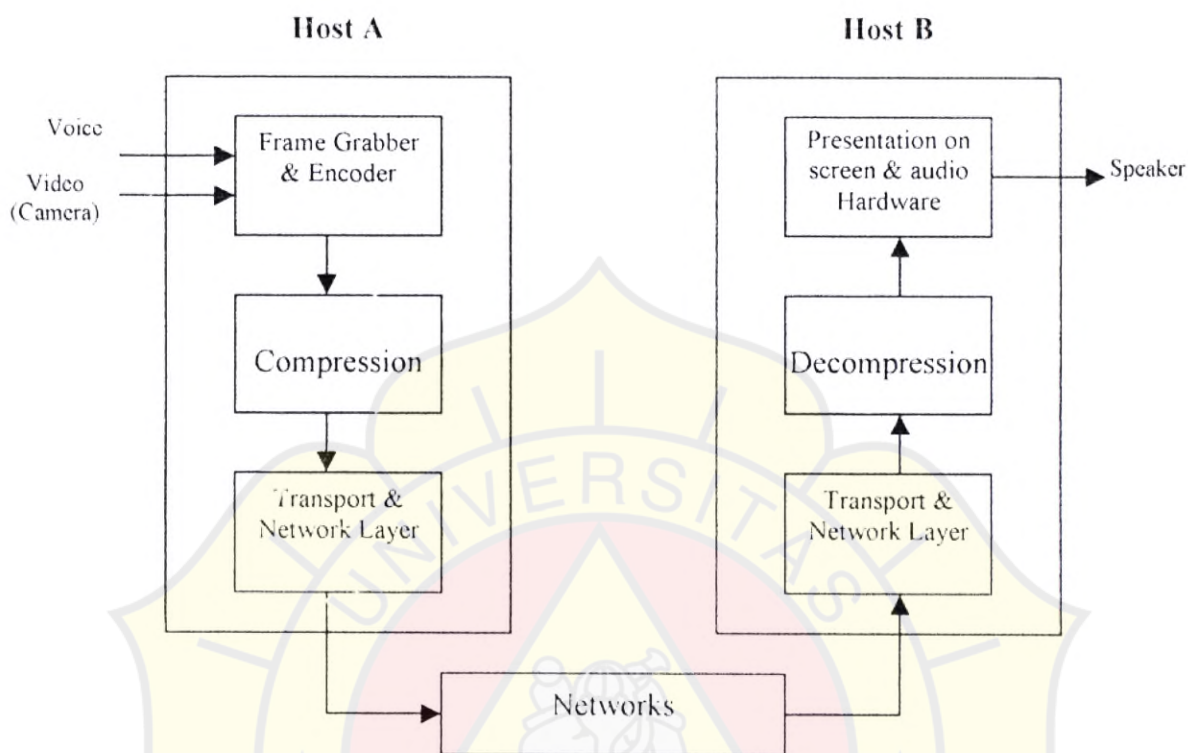 Host A
Host B
Voice
Video
(Camera)
Frame Grabber
& Encoder
Compression
Transport &
Network Layer
Presentation on
screen & audio
Hardware
Speaker
Decompression
Transport &
Network Layer
Networks
UNIVERSITAS